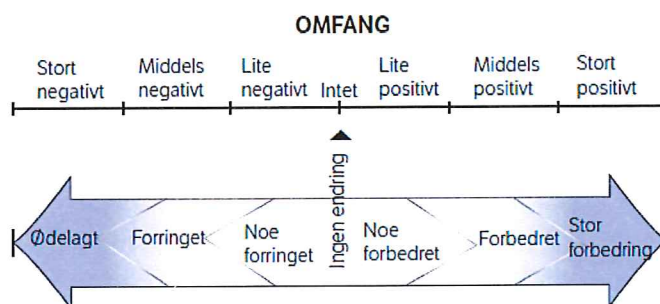 OMFANG
Stort negativt
Middels negativt
Lite negativt
Intet
Lite positivt
Middels positivt
Stort positivt
Ødelagt
Forringet
Noe forringet
Ingen endring
Noe forbedret
Forbedret
Stor forbedring